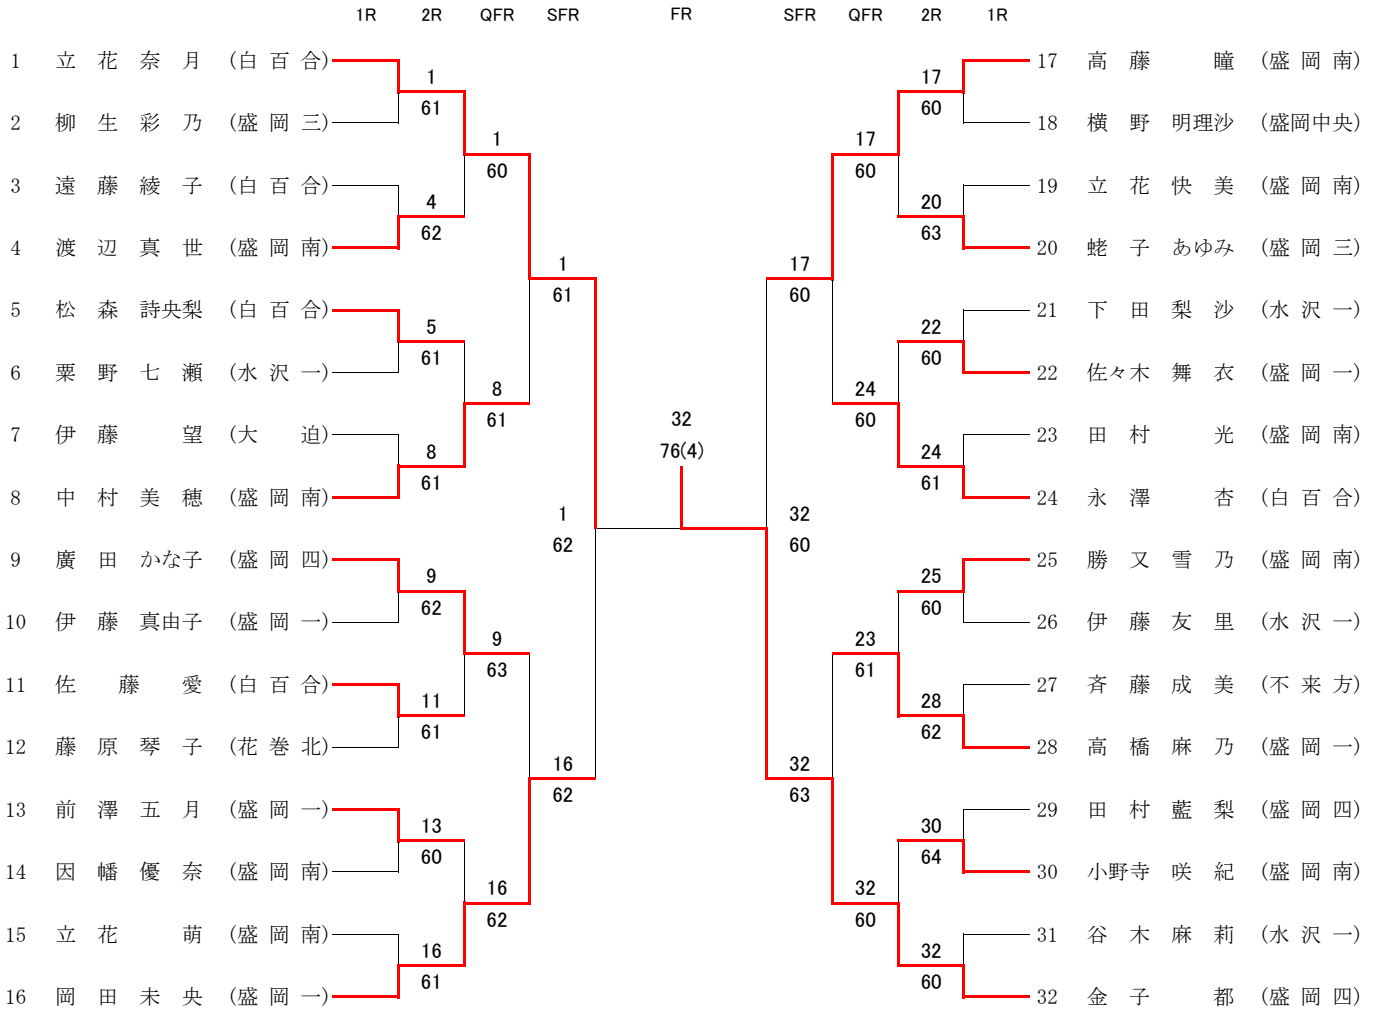 1R 2R QFR SFR FR SFR QFR 2R 1R
1 立花奈月 (白百合) 17 高藤瞳 (盛岡南)
1 17
61 60
2 柳生彩乃 (盛岡三) 18 横野明理沙 (盛岡中央)
1 17
60 60
3 遠藤綾子 (白百合) 19 立花快美 (盛岡南)
4 20
62 63
4 渡辺真世 (盛岡南) 20 蛯子あゆみ (盛岡三)
1 17
61 60
5 松森詩央梨 (白百合) 21 下田梨沙 (水沢一)
5 22
61 60
6 粟野七瀬 (水沢一) 22 佐々木舞衣 (盛岡一)
8 24
61 32 60
7 伊藤望 (大迫) 23 田村光 (盛岡南)
8 76(4) 24
61 61
8 中村美穂 (盛岡南) 24 永澤杏 (白百合)
1 32
62 60
9 廣田かな子 (盛岡四) 25 勝又雪乃 (盛岡南)
9 25
62 60
10 伊藤真由子 (盛岡一) 26 伊藤友里 (水沢一)
9 23
63 61
11 佐藤愛 (白百合) 27 斉藤成美 (不来方)
11 28
61 62
12 藤原琴子 (花巻北) 28 高橋麻乃 (盛岡一)
16 32
62 63
13 前澤五月 (盛岡一) 29 田村藍梨 (盛岡四)
13 30
60 64
14 因幡優奈 (盛岡南) 30 小野寺咲紀 (盛岡南)
16 32
62 60
15 立花萌 (盛岡南) 31 谷木麻莉 (水沢一)
16 32
61 60
16 岡田未央 (盛岡一) 32 金子都 (盛岡四)